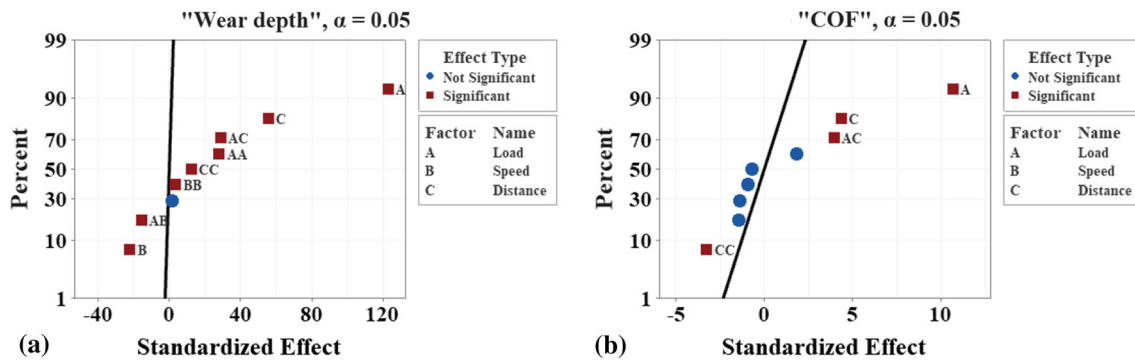 "Wear depth", α = 0.05
99
90
70
50
30
10
1
Percent
A
C
AC
AA
CC
BB
AB
B
-40 0 40 80 120
Standardized Effect
(a)
Effect Type
Not Significant
Significant
Factor Name
A Load
B Speed
C Distance
"COF", α = 0.05
99
90
70
50
30
10
1
Percent
A
C
AC
CC
-5 0 5 10
Standardized Effect
(b)
Effect Type
Not Significant
Significant
Factor Name
A Load
B Speed
C Distance